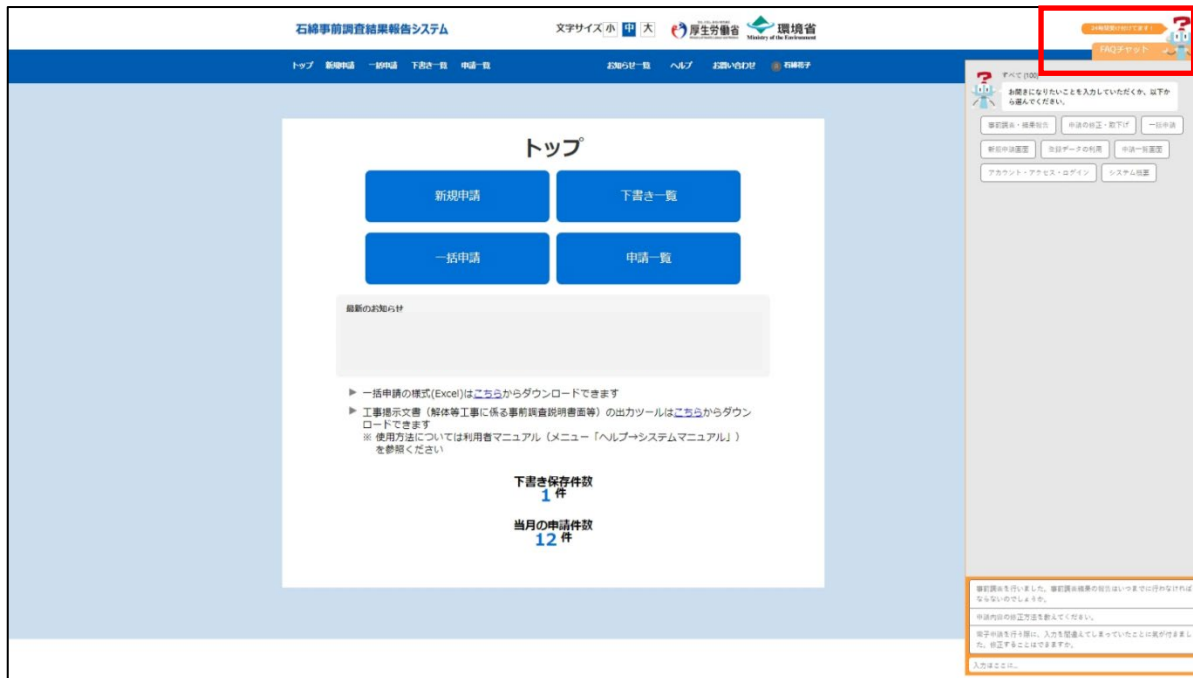 石綿事前調査結果報告システム
文字サイズ 小 中 大
厚生労働省
環境省
Ministry of the Environment
24時間受け付けてます！
FAQチャット
トップ 新規申請 一括申請 下書き一覧 申請一覧
お知らせ一覧 ヘルプ お問い合わせ 石綿花子
すべて (100)
お聞きになりたいことを入力していただくか、以下から選んでください。
事前調査・結果報告
申請の修正・取下げ
一括申請
新規申請画面
登録データの利用
申請一覧画面
アカウント・アクセス・ログイン
システム概要
トップ
新規申請
下書き一覧
一括申請
申請一覧
最新のお知らせ
▶ 一括申請の様式(Excel)はこちらからダウンロードできます
▶ 工事掲示文書（解体等工事に係る事前調査説明書面等）の出力ツールはこちらからダウン
ロードできます
※ 使用方法については利用者マニュアル（メニュー「ヘルプ→システムマニュアル」）
を参照ください
下書き保存件数
1 件
当月の申請件数
12 件
事前調査を行いました。事前調査結果の報告はいつまでに行わなければ
ならないのでしょうか。
申請内容の修正方法を教えてください。
電子申請を行う際に、入力を間違えてしまっていたことに気が付きまし
た。修正することはできますか。
入力はここに。